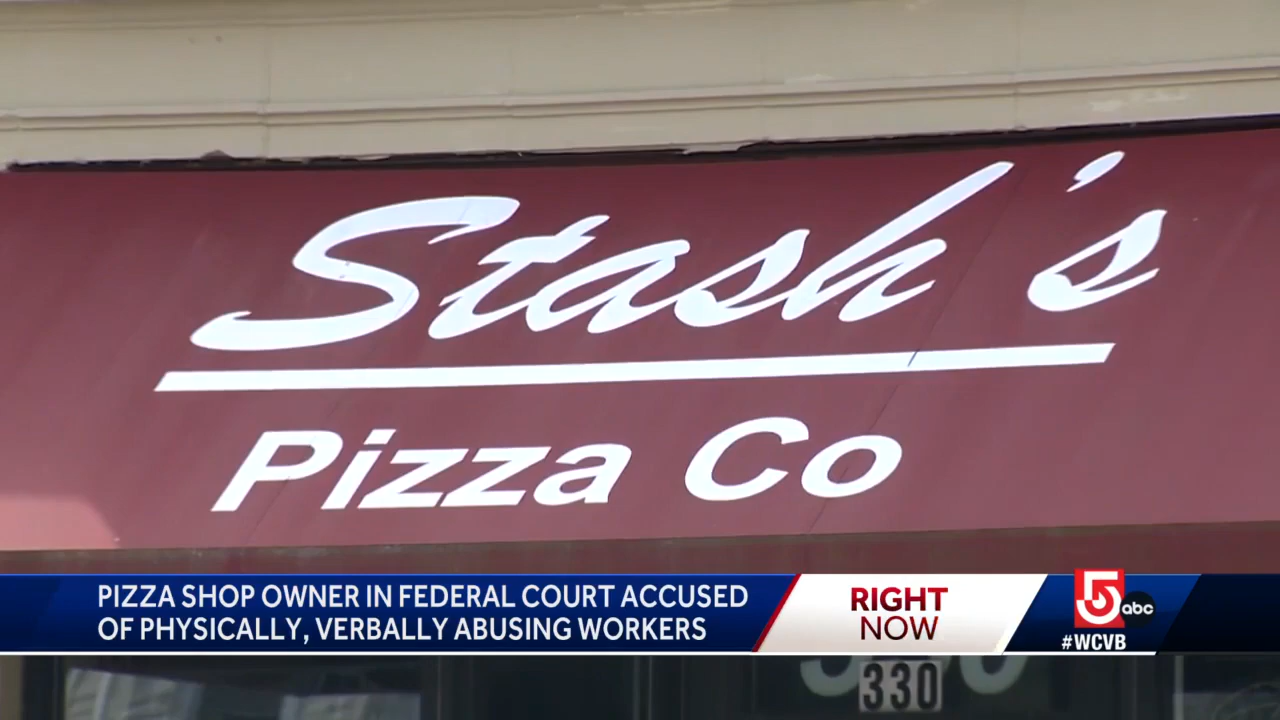 Stash's
Pizza Co
PIZZA SHOP OWNER IN FEDERAL COURT ACCUSED
OF PHYSICALLY, VERBALLY ABUSING WORKERS
RIGHT
NOW
5
abc
#WCVB
330
330